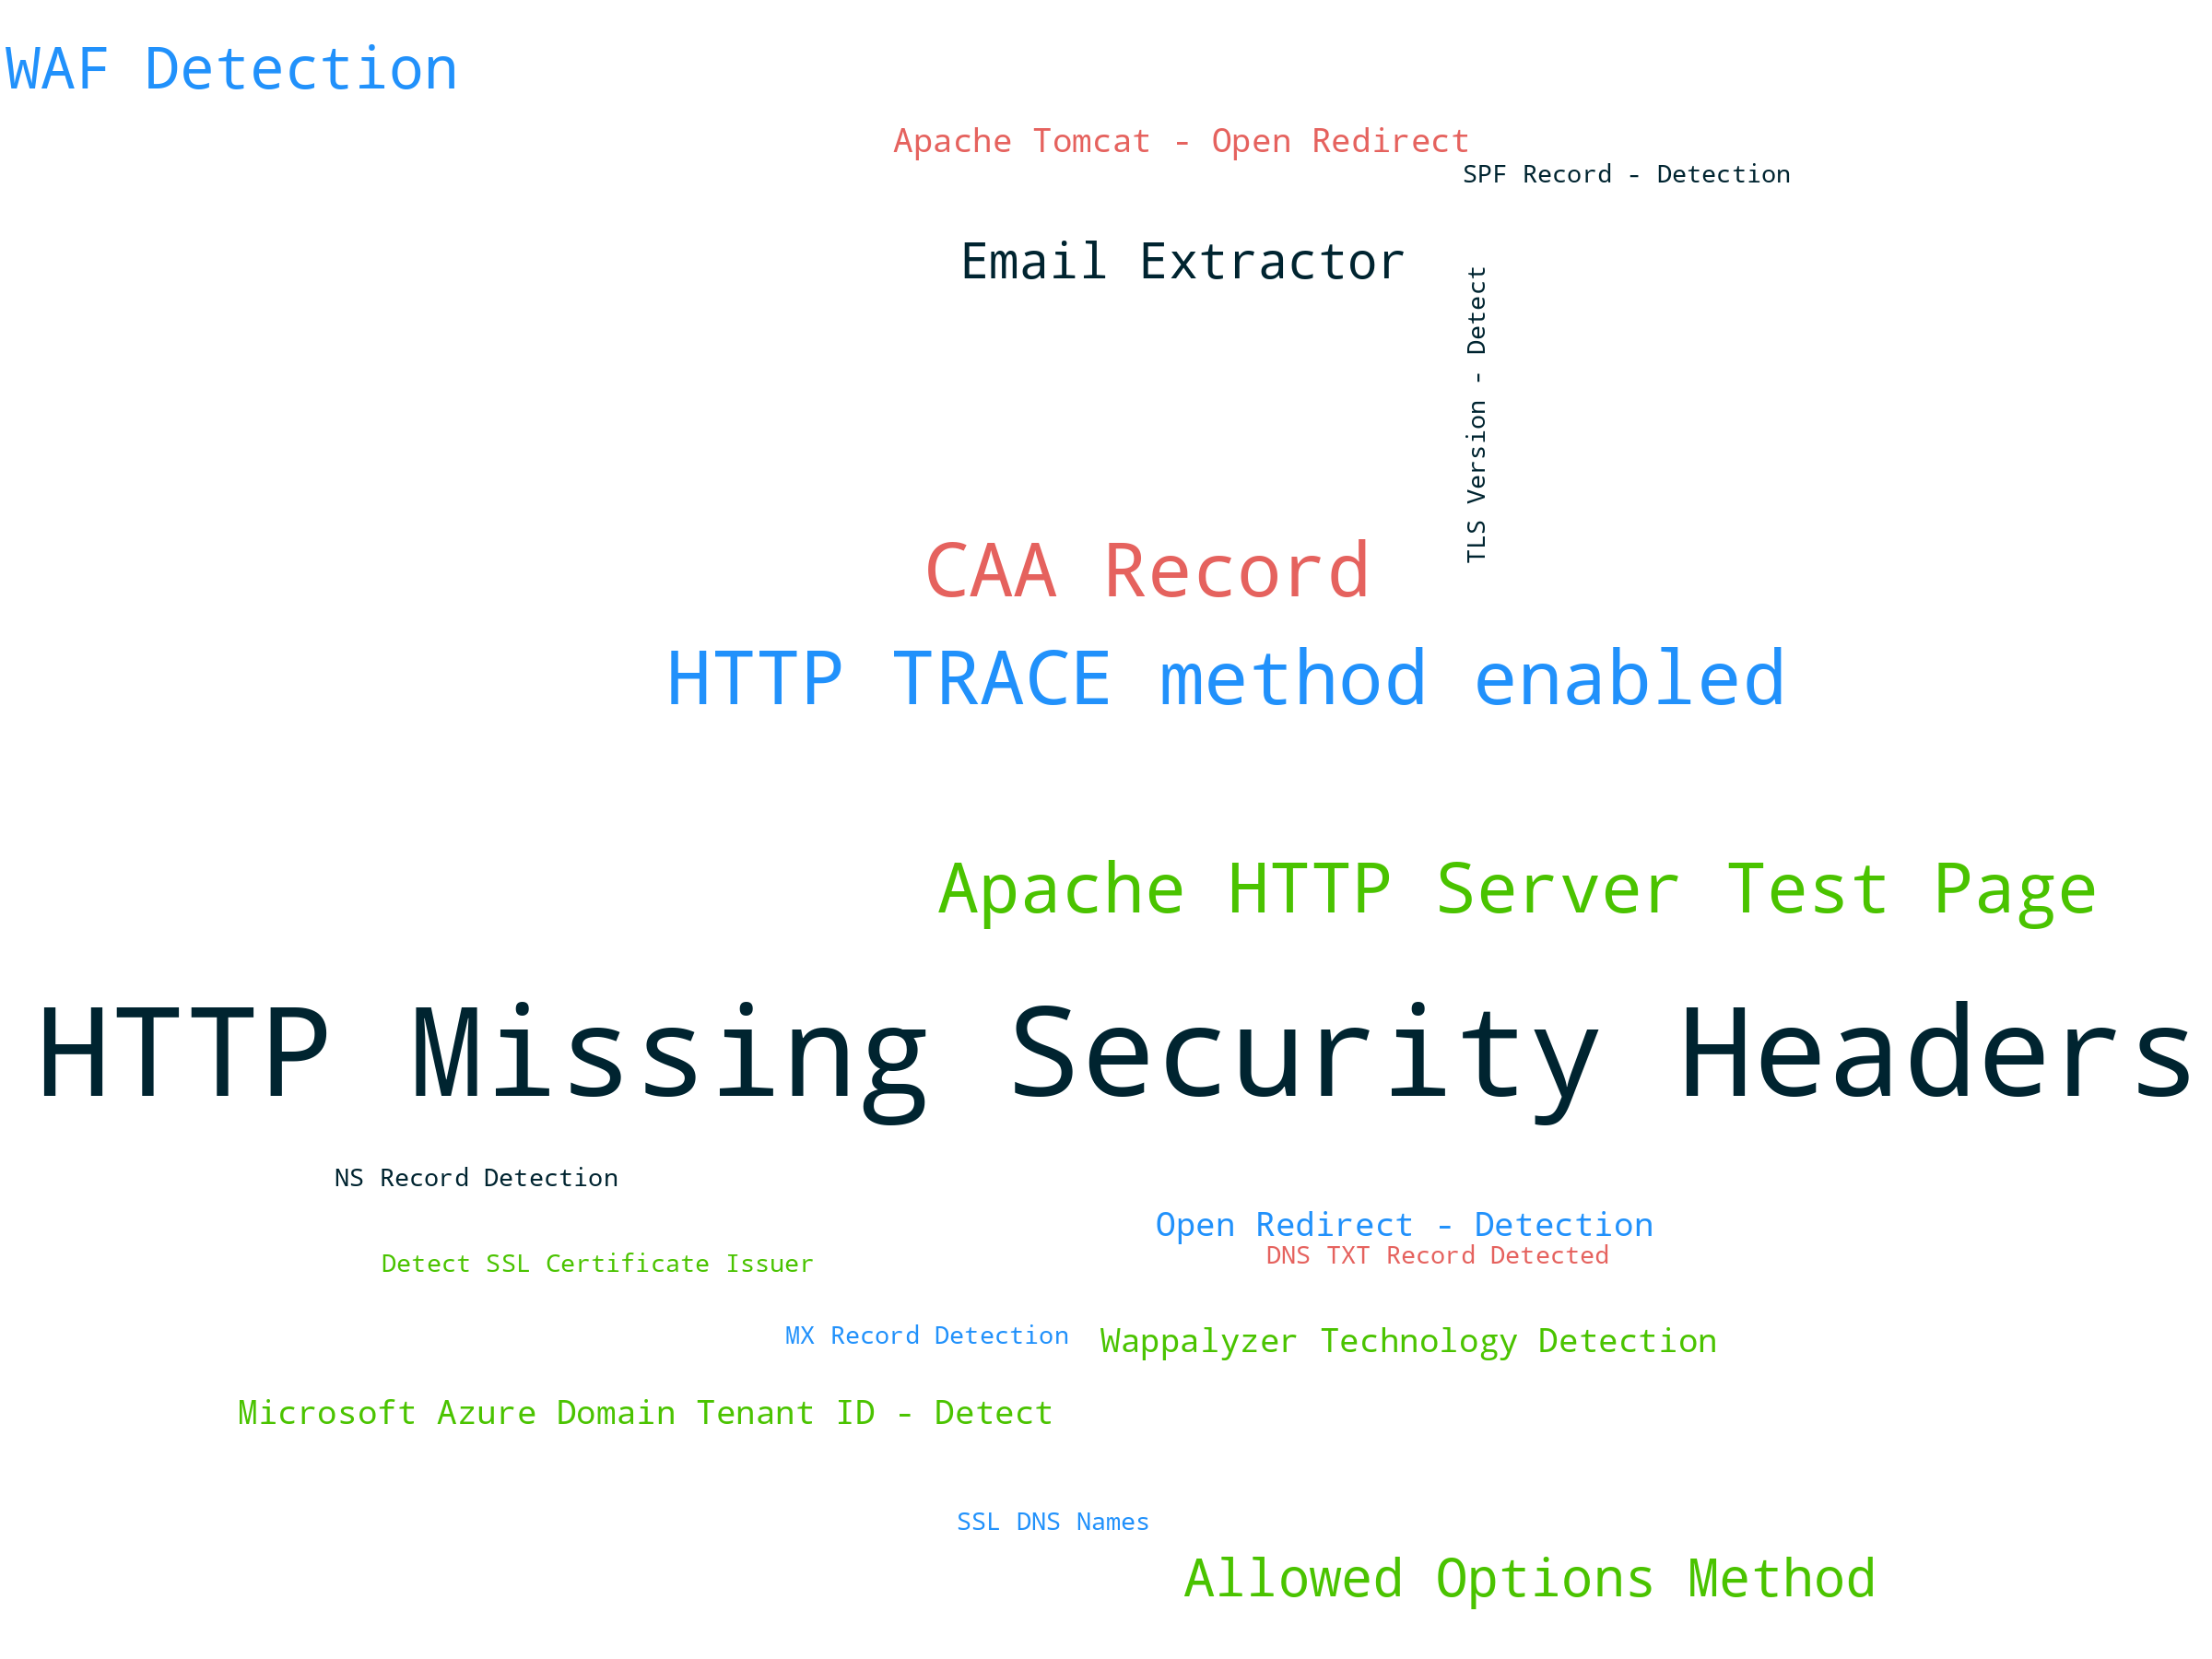 WAF Detection
Apache Tomcat - Open Redirect
SPF Record - Detection
Email Extractor
TLS Version - Detect
CAA Record
HTTP TRACE method enabled
Apache HTTP Server Test Page
HTTP Missing Security Headers
NS Record Detection
Open Redirect - Detection
DNS TXT Record Detected
Detect SSL Certificate Issuer
MX Record Detection
Wappalyzer Technology Detection
Microsoft Azure Domain Tenant ID - Detect
SSL DNS Names
Allowed Options Method